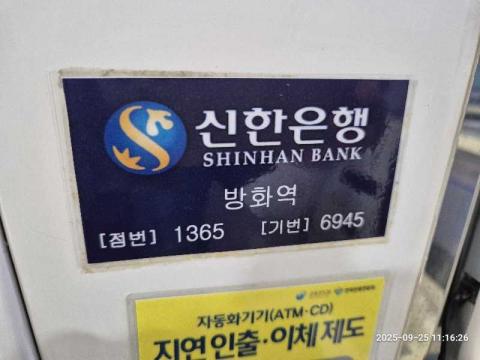 신한은행
SHINHAN BANK
방화역
[점번] 1365 [기번] 6945
자동화기기(ATM·CD)
지연인출·이체제도
2025-09-25 11:16:26